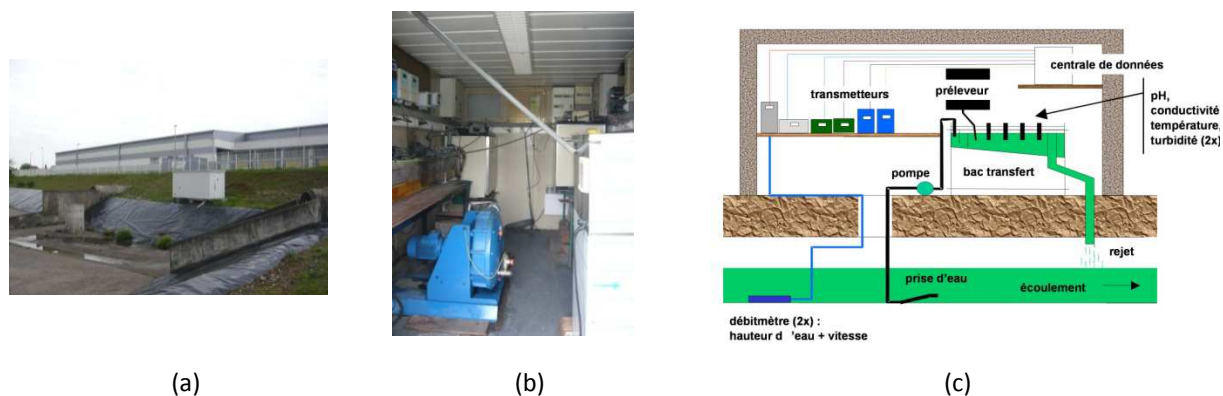 centrale de données
transmetteurs
préleveur
pH,
conductivité
température,
turbidité (2x)
pompe
bac transfert
rejet
prise d'eau
écoulement
débitmètre (2x) :
hauteur d 'eau + vitesse
(a)
(b)
(c)